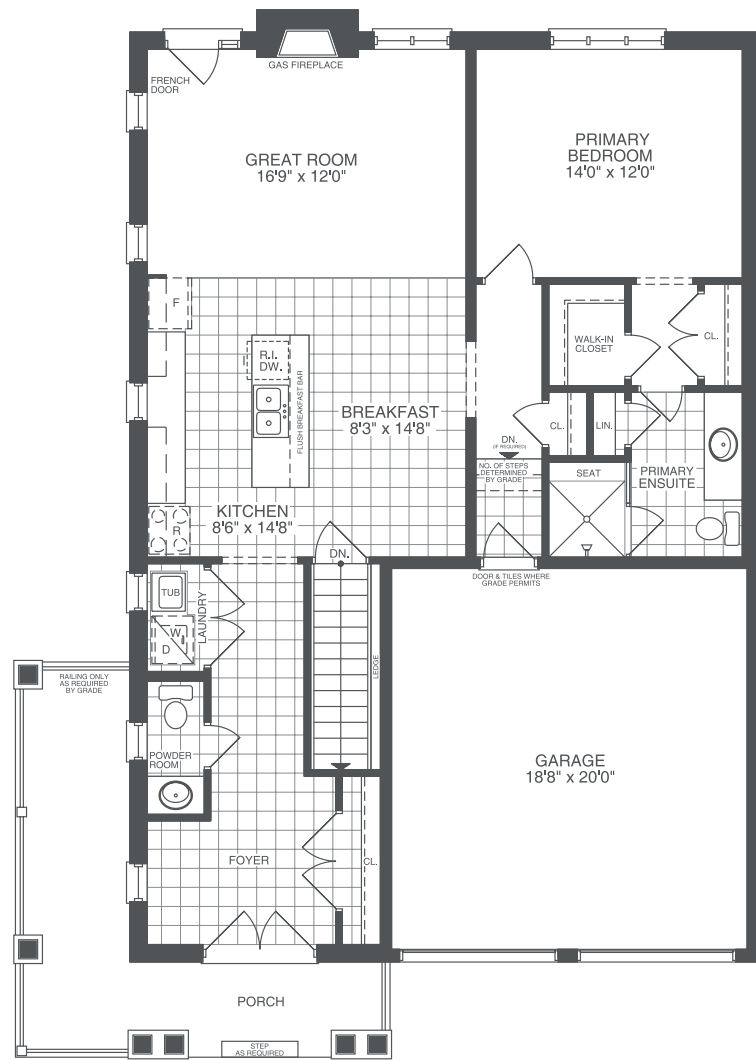 GAS FIREPLACE
FRENCH
DOOR
GREAT ROOM
16'9" x 12'0"
PRIMARY
BEDROOM
14'0" x 12'0"
F
R.I.
DW.
FLUSH BREAKFAST BAR
BREAKFAST
8'3" x 14'8"
KITCHEN
8'6" x 14'8"
R
WALK-IN
CLOSET
CL.
CL.
LIN.
DN.
(IF REQUIRED)
NO. OF STEPS
DETERMINED
BY GRADE
SEAT
PRIMARY
ENSUITE
DN.
DOOR & TILES WHERE
GRADE PERMITS
TUB
W
D
LAUNDRY
LEDGE
RAILING ONLY
AS REQUIRED
BY GRADE
POWDER
ROOM
GARAGE
18'8" x 20'0"
FOYER
CL.
PORCH
STEP
AS REQUIRED